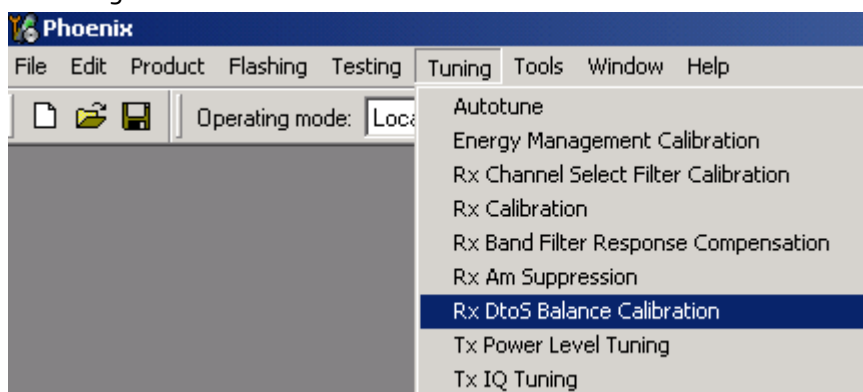 Phoenix
File Edit Product Flashing Testing Tuning Tools Window Help
Operating mode:
Autotune
Energy Management Calibration
Rx Channel Select Filter Calibration
Rx Calibration
Rx Band Filter Response Compensation
Rx Am Suppression
Rx DtoS Balance Calibration
Tx Power Level Tuning
Tx IQ Tuning